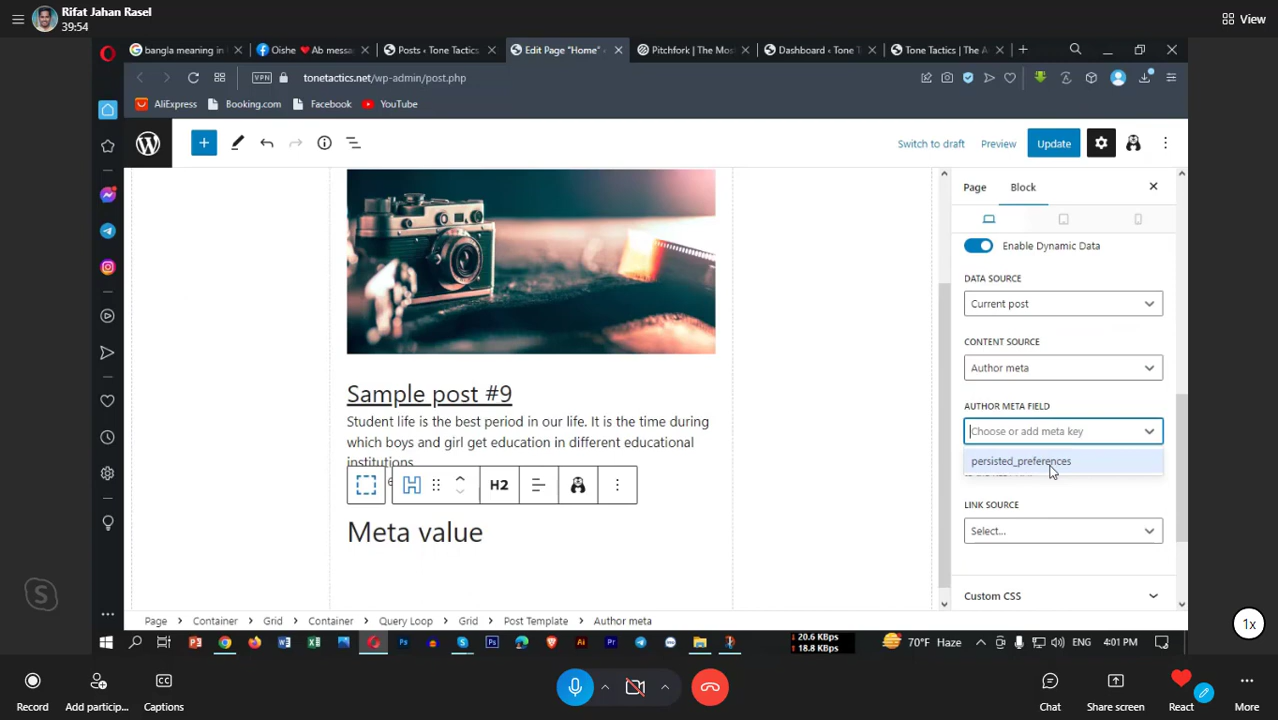 Rifat Jahan Rasel
39:54
View
bangla meaning in
Oishe ❤ Ab messa
Posts ‹ Tone Tactics
Edit Page "Home" ‹
Pitchfork | The Mos
Dashboard ‹ Tone T
Tone Tactics | The A
VPN
tonetactics.net/wp-admin/post.php
AliExpress
Booking.com
Facebook
YouTube
Switch to draft
Preview
Update
Page
Block
Enable Dynamic Data
DATA SOURCE
Current post
CONTENT SOURCE
Author meta
AUTHOR META FIELD
Choose or add meta key
persisted_preferences
LINK SOURCE
Select...
Custom CSS
Sample post #9
Student life is the best period in our life. It is the time during
which boys and girl get education in different educational
institutions.
H2
Meta value
Page
Container
Grid
Container
Query Loop
Grid
Post Template
Author meta
20.6 KBps
18.8 KBps
70°F Haze
ENG
4:01 PM
1x
Record
Add particip...
Captions
Chat
Share screen
React
More